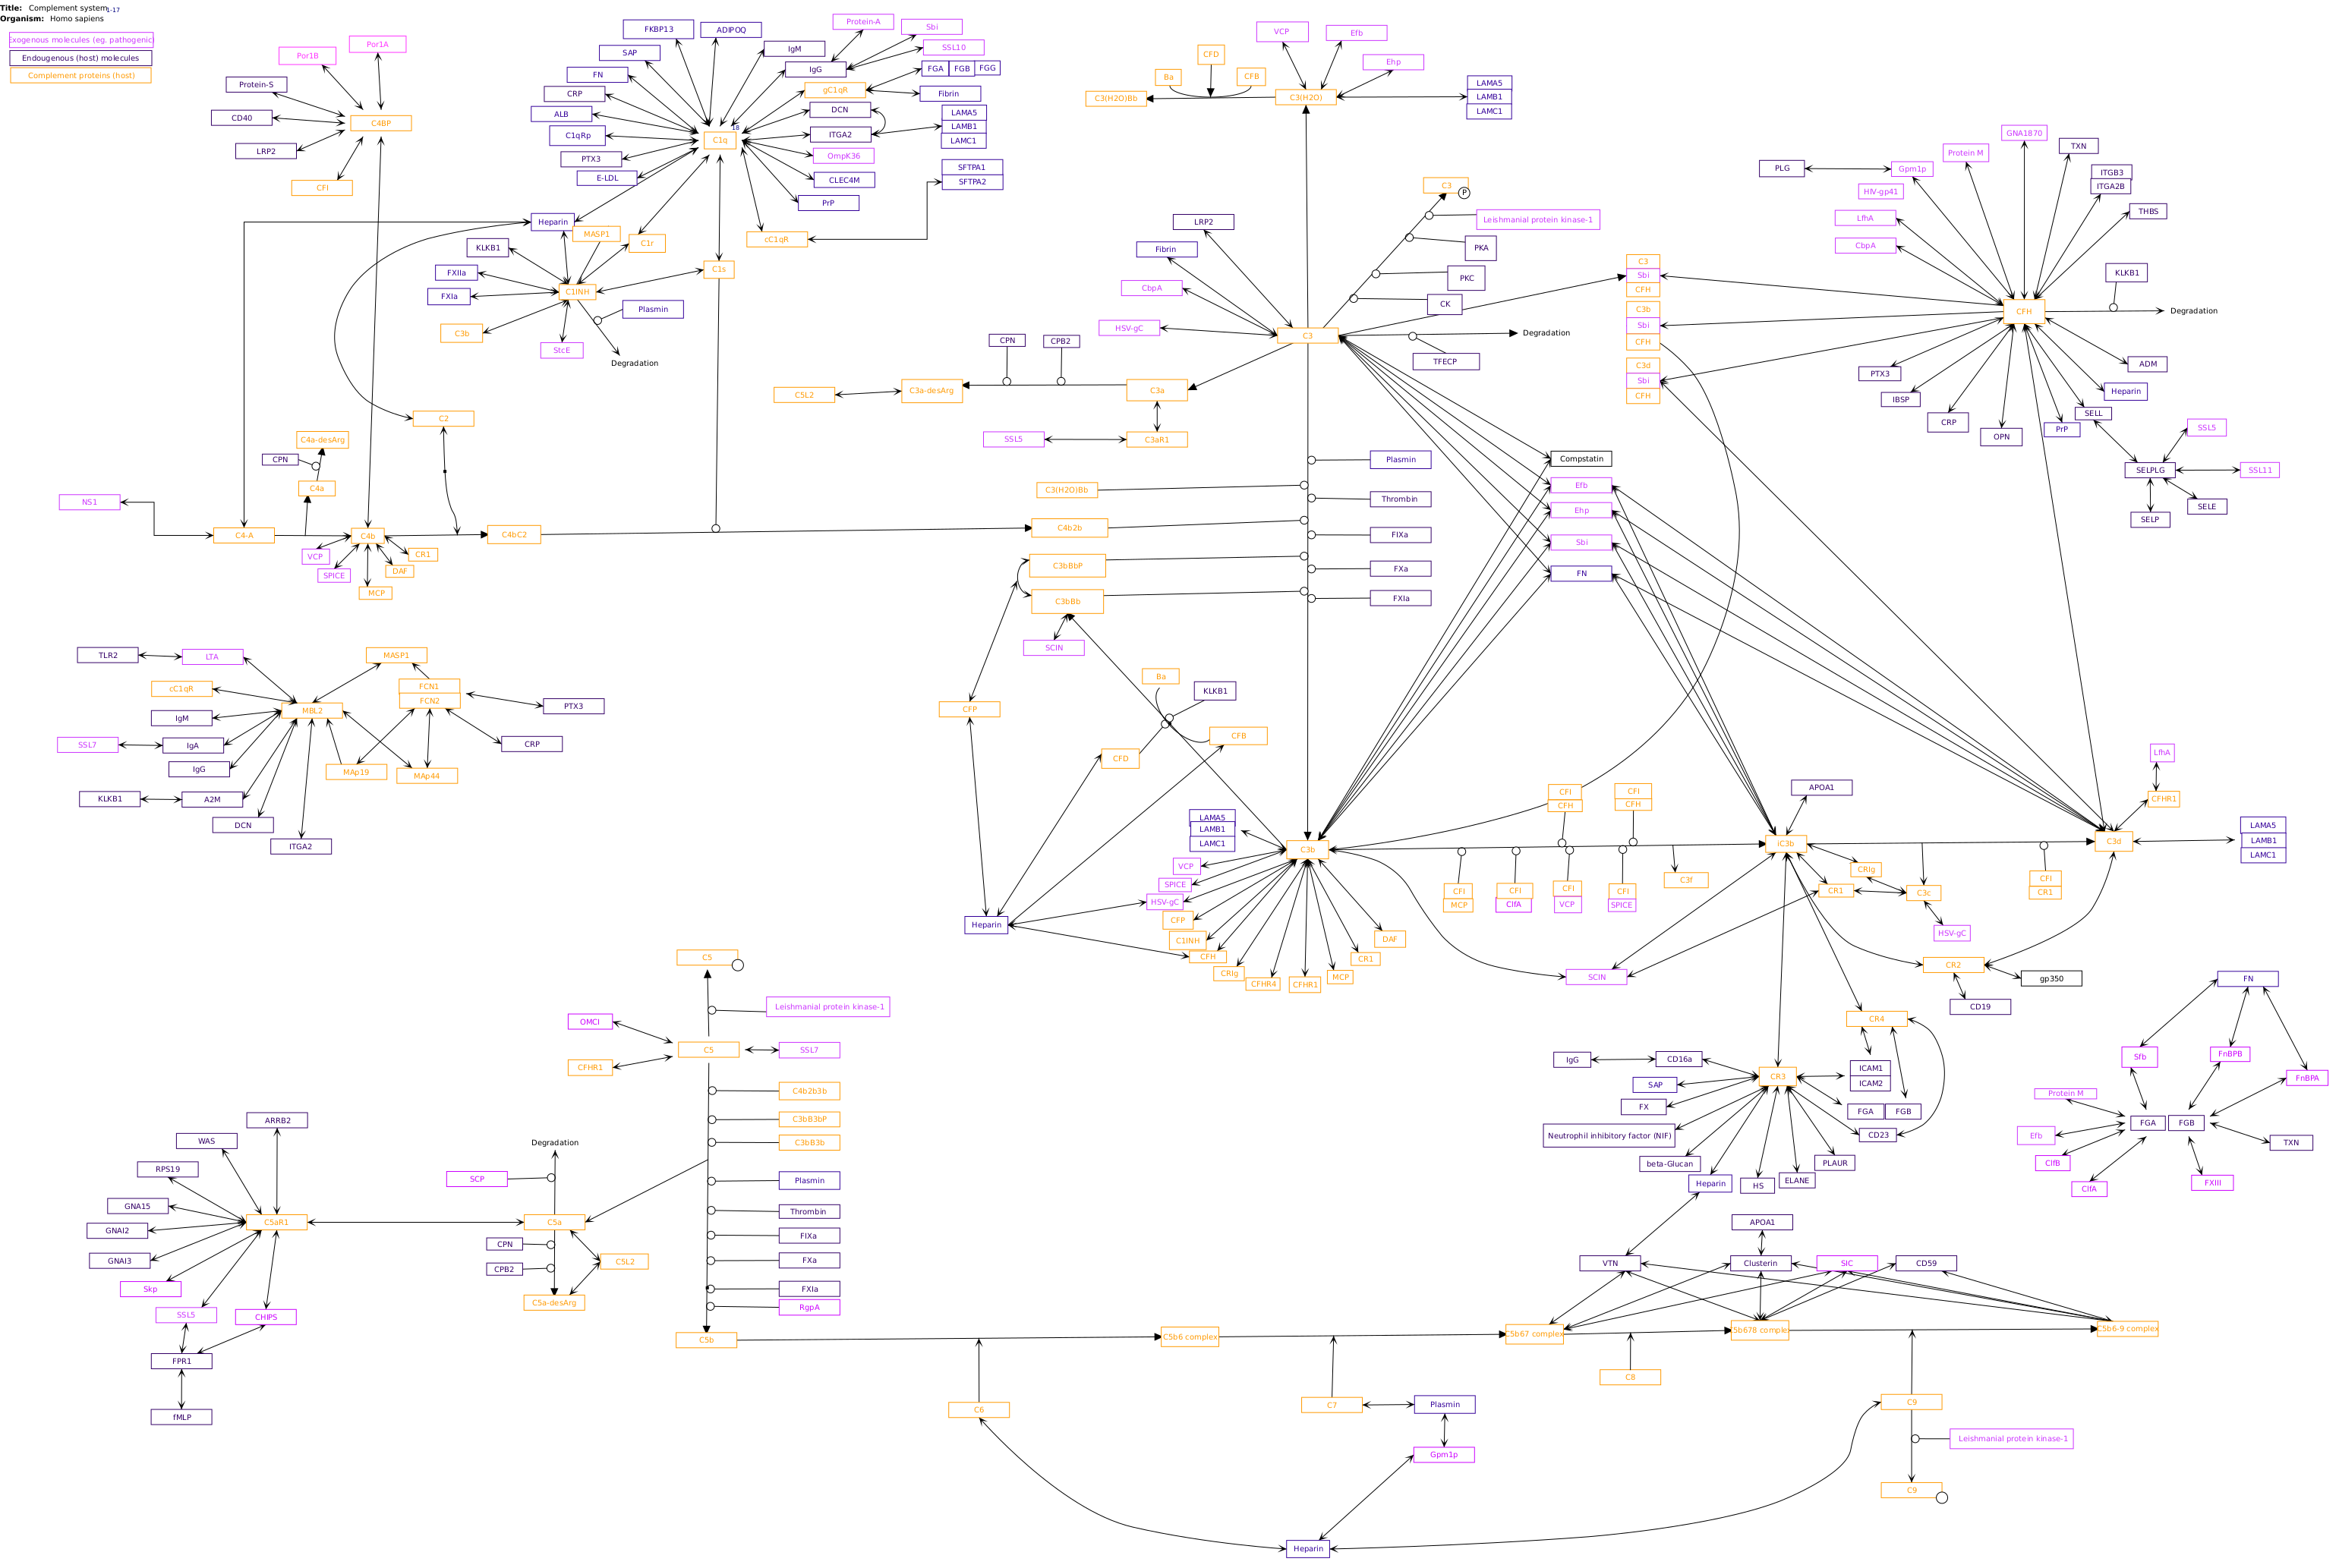 Title: Complement system 1-17
Organism: Homo sapiens
Exogenous molecules (eg. pathogenic)
Endougenous (host) molecules
Complement proteins (host)
Por1A
Por1B
Protein-S
CD40
LRP2
CFI
C4BP
FKBP13
ADIPOQ
SAP
IgM
FN
IgG
CRP
gC1qR
ALB
DCN
C1qRp
ITGA2
PTX3
OmpK36
E-LDL
CLEC4M
PrP
C1q
18
Protein-A
Sbi
SSL10
FGA
FGB
FGG
Fibrin
LAMA5
LAMB1
LAMC1
SFTPA1
SFTPA2
cC1qR
Heparin
MASP1
C1r
KLKB1
FXIIa
FXIa
C1INH
C1s
Plasmin
C3b
StcE
Degradation
C2
C4a-desArg
CPN
C4a
NS1
C4-A
C4b
C4bC2
VCP
SPICE
MCP
DAF
CR1
VCP
Efb
CFD
Ehp
Ba
CFB
C3(H2O)Bb
C3(H2O)
LAMA5
LAMB1
LAMC1
C3
P
Leishmanial protein kinase-1
LRP2
PKA
Fibrin
PKC
CbpA
CK
HSV-gC
C3
Degradation
TFECP
CPN
CPB2
C5L2
C3a-desArg
C3a
SSL5
C3aR1
C3
Sbi
CFH
C3b
Sbi
CFH
C3d
Sbi
CFH
GNA1870
Protein M
TXN
PLG
Gpm1p
ITGB3
ITGA2B
HIV-gp41
LfhA
THBS
CbpA
KLKB1
CFH
Degradation
PTX3
ADM
IBSP
Heparin
CRP
SELL
OPN
PrP
SSL5
SELPLG
SSL11
SELP
SELE
Plasmin
C3(H2O)Bb
Thrombin
C4b2b
FIXa
C3bBbP
FXa
C3bBb
FXIa
SCIN
Compstatin
Efb
Ehp
Sbi
FN
TLR2
LTA
MASP1
cC1qR
FCN1
FCN2
MBL2
PTX3
IgM
SSL7
IgA
CRP
IgG
MAp19
MAp44
KLKB1
A2M
DCN
ITGA2
Ba
KLKB1
CFP
CFB
CFD
Heparin
LAMA5
LAMB1
LAMC1
C3b
VCP
SPICE
HSV-gC
CFP
C1INH
CFH
CRIg
CFHR4
CFHR1
MCP
CR1
DAF
CFI
CFH
CFI
CFH
CFI
MCP
CFI
ClfA
CFI
VCP
CFI
SPICE
C3f
APOA1
iC3b
CRIg
CR1
C3c
HSV-gC
CFI
CR1
C3d
LfhA
CFHR1
LAMA5
LAMB1
LAMC1
SCIN
CR2
gp350
CD19
CR4
IgG
CD16a
ICAM1
ICAM2
SAP
CR3
FX
FGA
FGB
Neutrophil inhibitory factor (NIF)
CD23
beta-Glucan
PLAUR
Heparin
HS
ELANE
FN
Sfb
FnBPB
FnBPA
Protein M
FGA
FGB
Efb
TXN
ClfB
ClfA
FXIII
C5
Leishmanial protein kinase-1
OMCI
C5
SSL7
CFHR1
C4b2b3b
C3bB3bP
C3bB3b
Plasmin
Thrombin
FIXa
FXa
FXIa
RgpA
C5b
ARRB2
WAS
RPS19
GNA15
GNAI2
GNAI3
Skp
SSL5
CHIPS
FPR1
fMLP
C5aR1
Degradation
SCP
C5a
CPN
CPB2
C5L2
C5a-desArg
APOA1
VTN
Clusterin
SIC
CD59
C5b6 complex
C5b67 complex
5b678 complex
C5b6-9 complex
C6
C7
Plasmin
Gpm1p
C8
C9
Leishmanial protein kinase-1
C9
Heparin